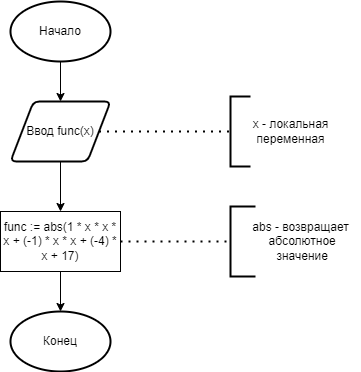 Начало
Ввод func(x)
x - локальная
переменная
func := abs(1 * x * x *
x + (-1) * x * x + (-4) *
x + 17)
abs - возвращает
абсолютное
значение
Конец